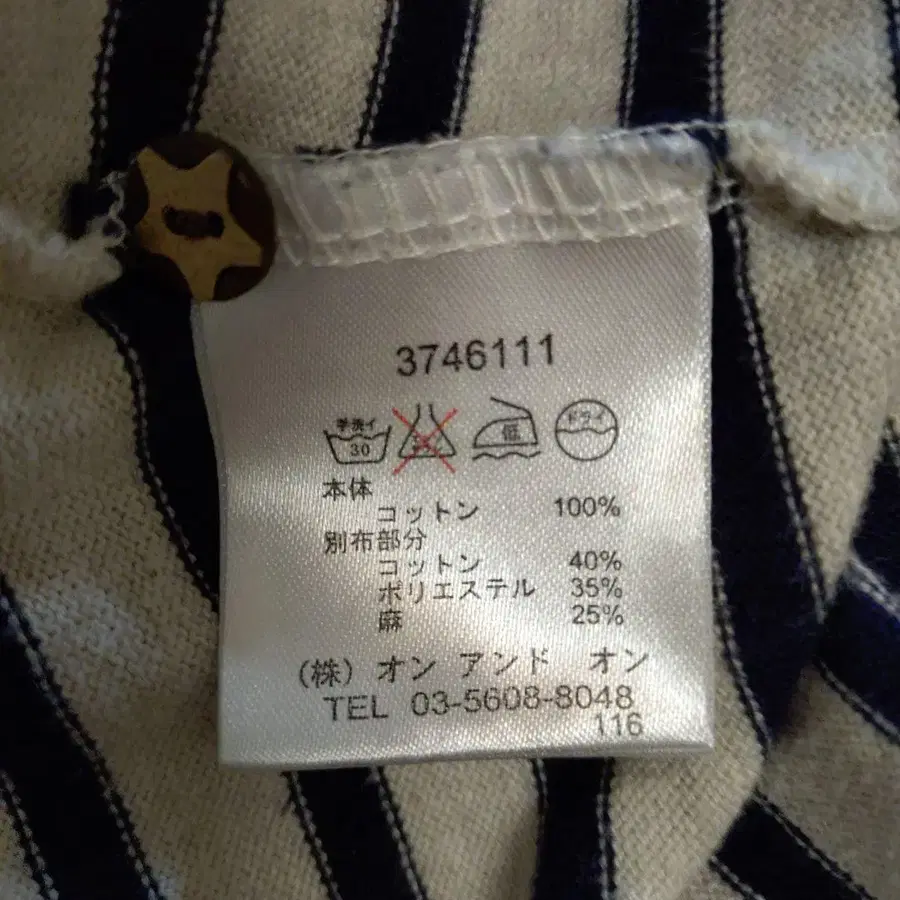 3746111
手洗イ 30 低 ドライ
本体
コットン 100%
別布部分
コットン 40%
ポリエステル 35%
麻 25%
(株) オン アンド オン
TEL 03-5608-8048
116